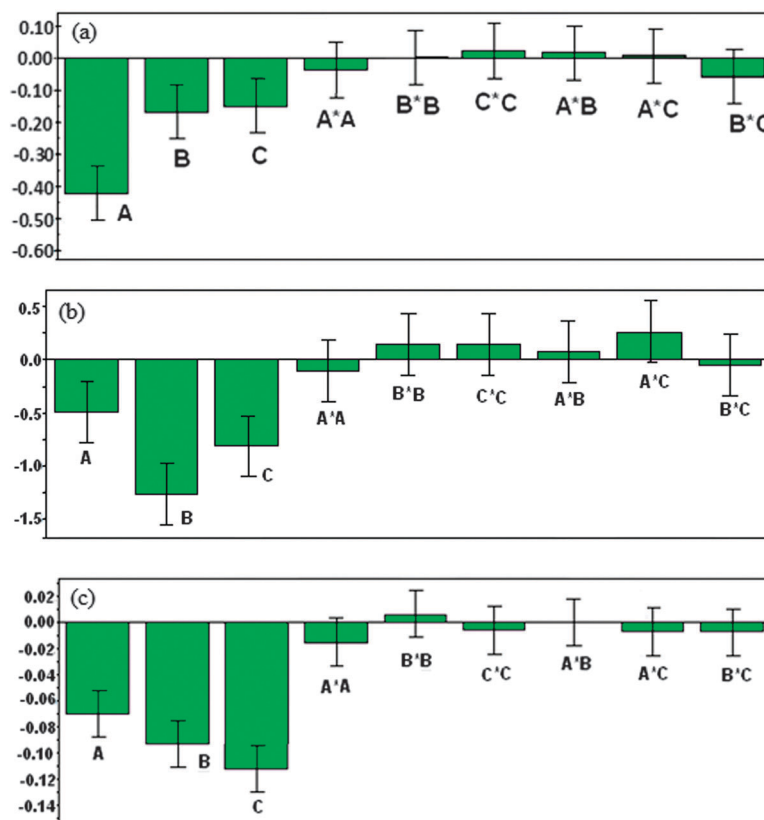 (a)
0.10
0.00
-0.10
-0.20
-0.30
-0.40
-0.50
-0.60
A
B
C
A*A
B*B
C*C
A*B
A*C
B*C
(b)
0.5
0.0
-0.5
-1.0
-1.5
A
B
C
A*A
B*B
C*C
A*B
A*C
B*C
(c)
0.02
0.00
-0.02
-0.04
-0.06
-0.08
-0.10
-0.12
-0.14
A
B
C
A*A
B*B
C*C
A*B
A*C
B*C